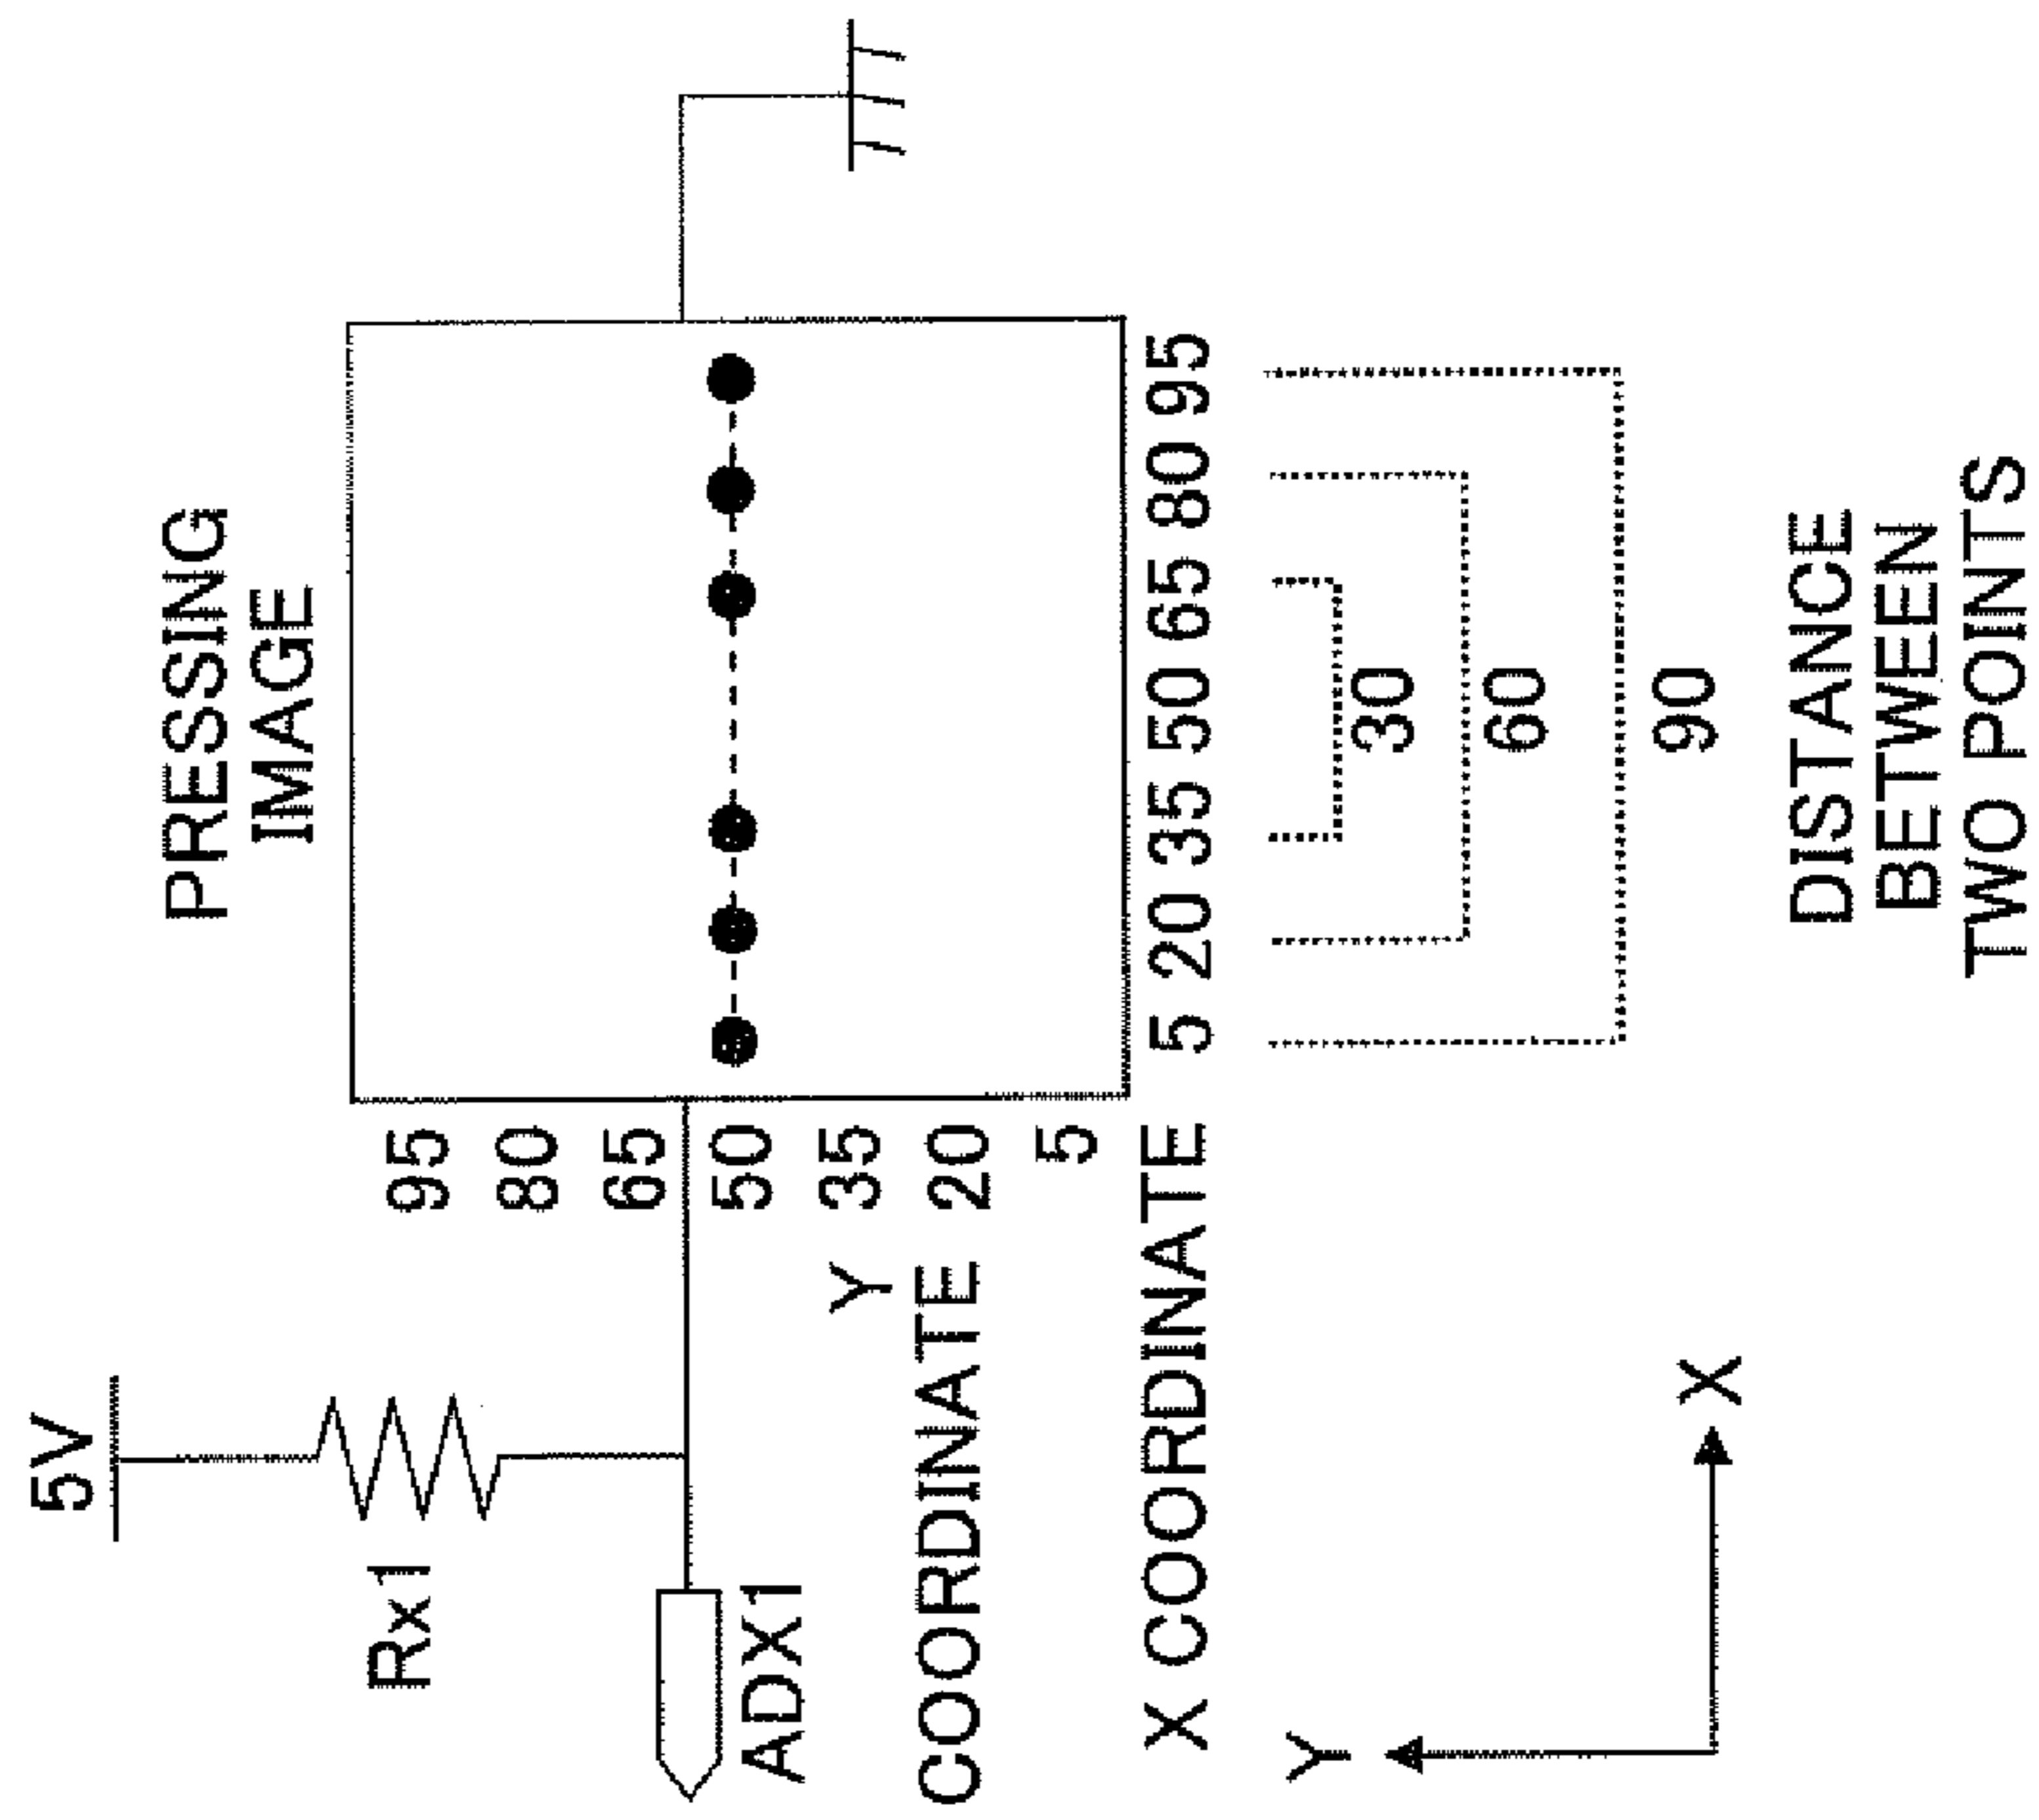 PRESSING
IMAGE
5V
Rx1
ADX1
95
80
65
50
35
20
5
Y
COORDINATE
X COORDINATE
5 20 35 50 65 80 95
30
60
90
DISTANCE
BETWEEN
TWO POINTS
Y
X